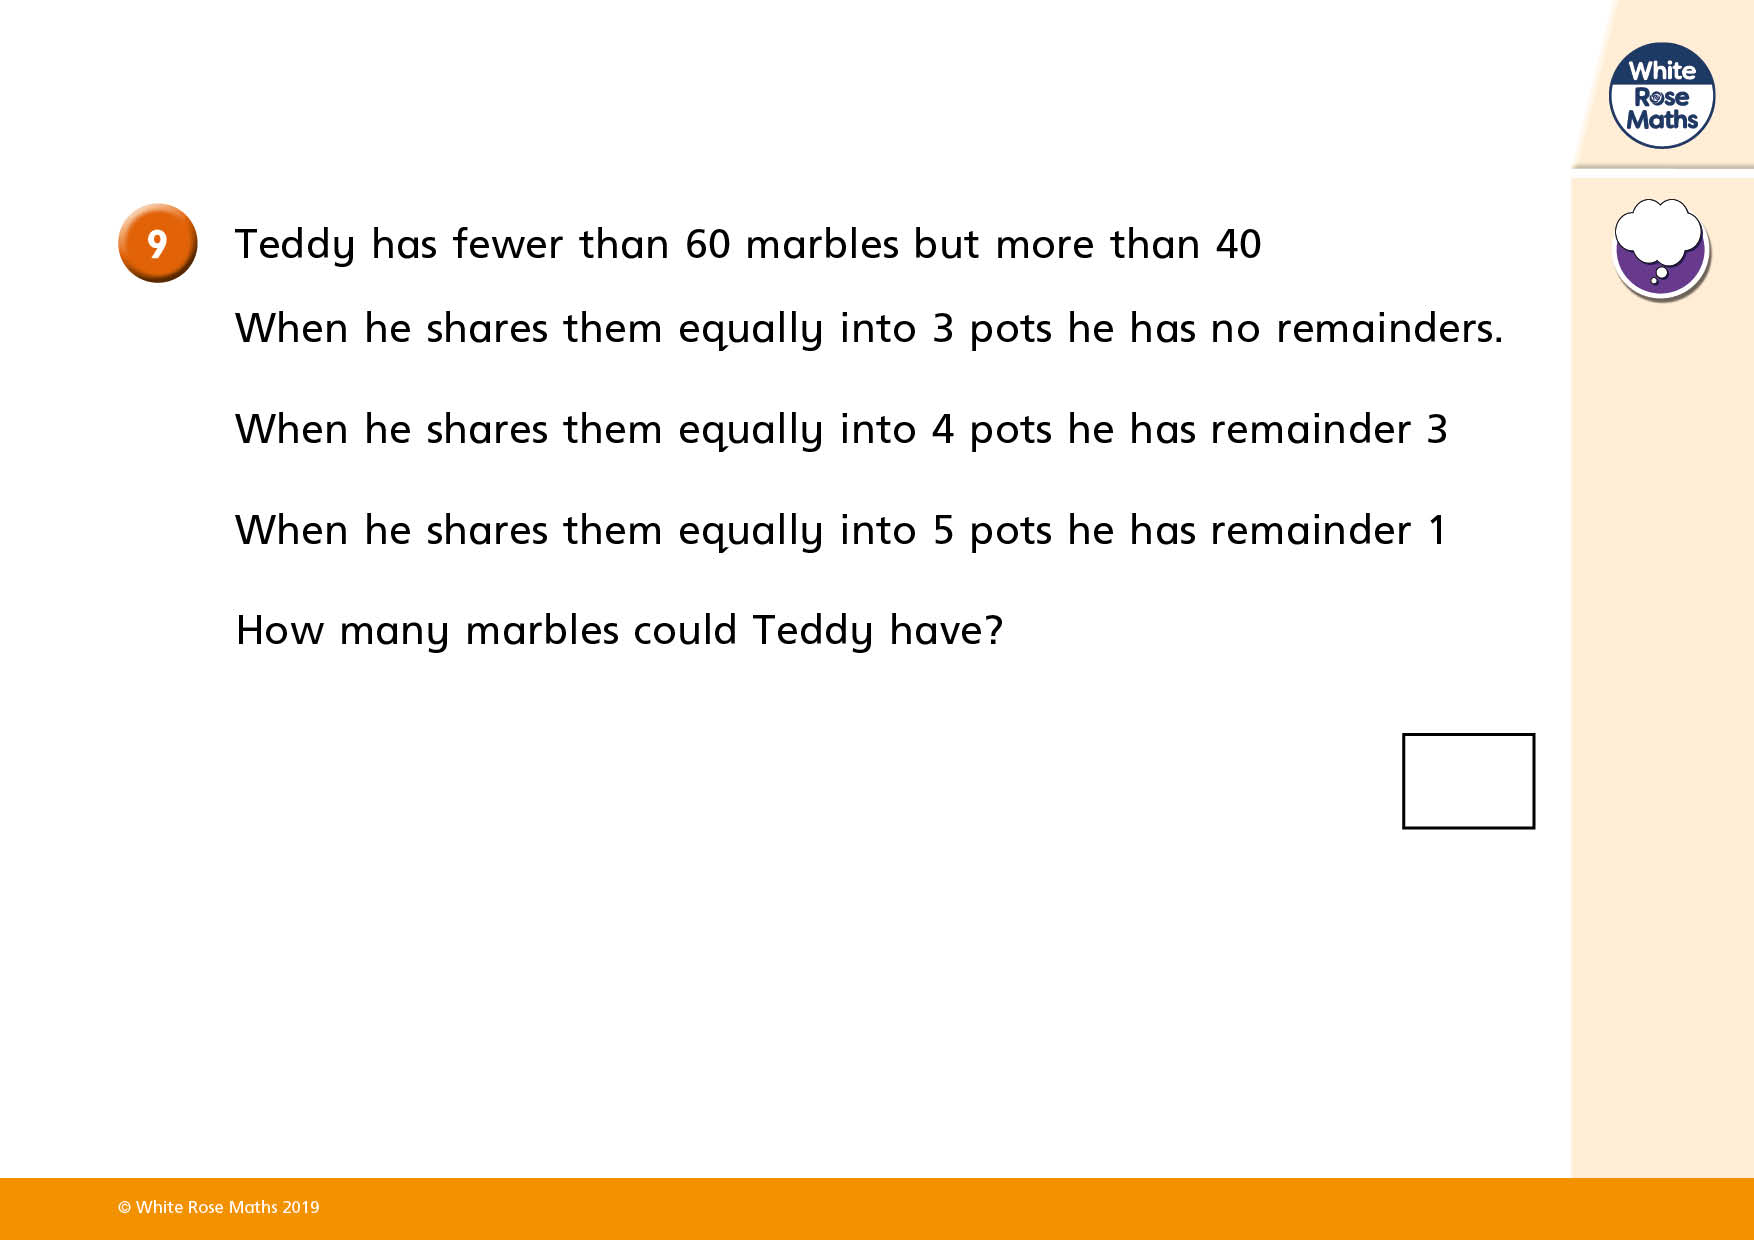 White
Rose
Maths
9
Teddy has fewer than 60 marbles but more than 40
When he shares them equally into 3 pots he has no remainders.
When he shares them equally into 4 pots he has remainder 3
When he shares them equally into 5 pots he has remainder 1
How many marbles could Teddy have?
© White Rose Maths 2019